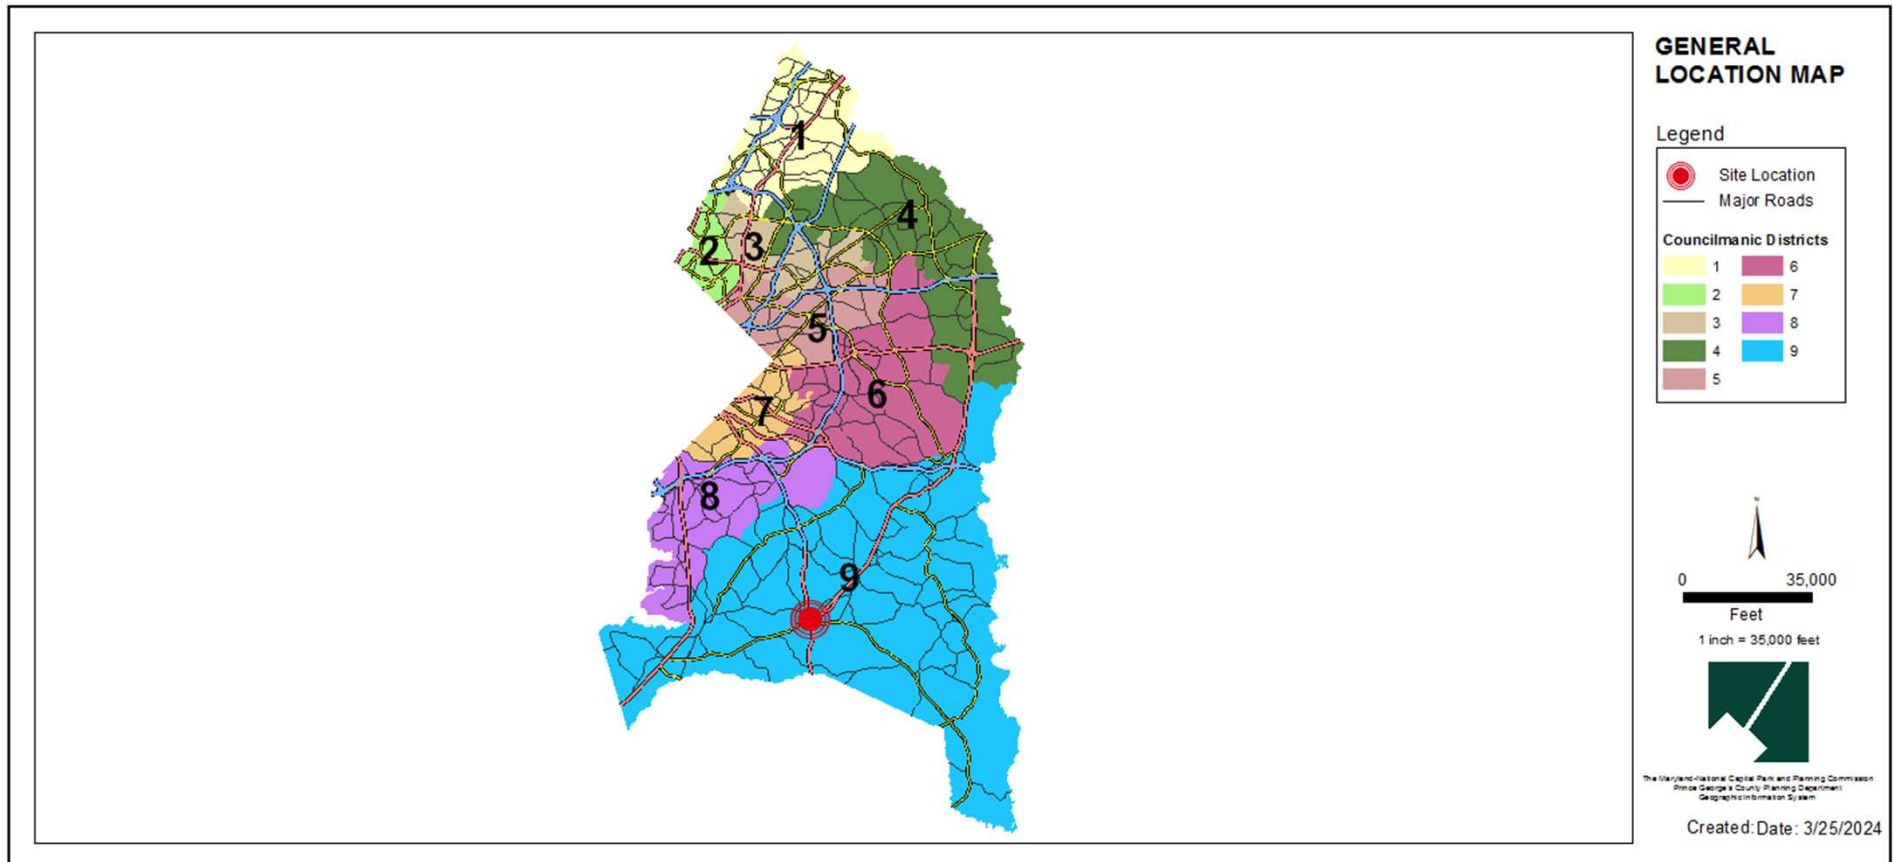 GENERAL
LOCATION MAP
Legend
Site Location
Major Roads
Councilmanic Districts
1 6
2 7
3 8
4 9
5
1
2
3
4
5
6
7
8
9
N
0 35,000
Feet
1 inch = 35,000 feet
The Maryland-National Capital Park and Planning Commission
Prince George's County Planning Department
Geographic Information System
Created: Date: 3/25/2024